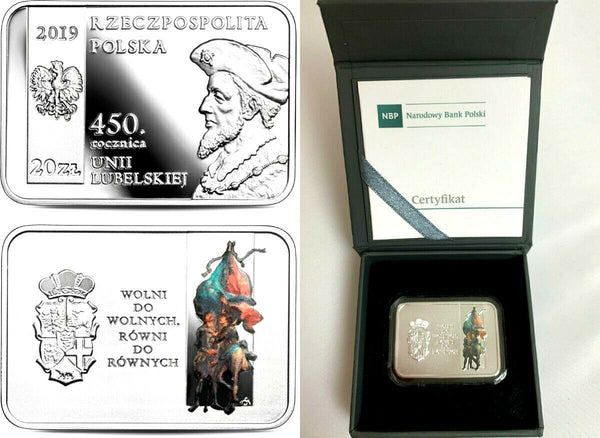 2019
RZECZPOSPOLITA
POLSKA
450.
rocznica
UNII
LUBELSKIEJ
20 ZŁ
WOLNI
DO
WOLNYCH,
RÓWNI
DO
RÓWNYCH
NBP Narodowy Bank Polski
Certyfikat